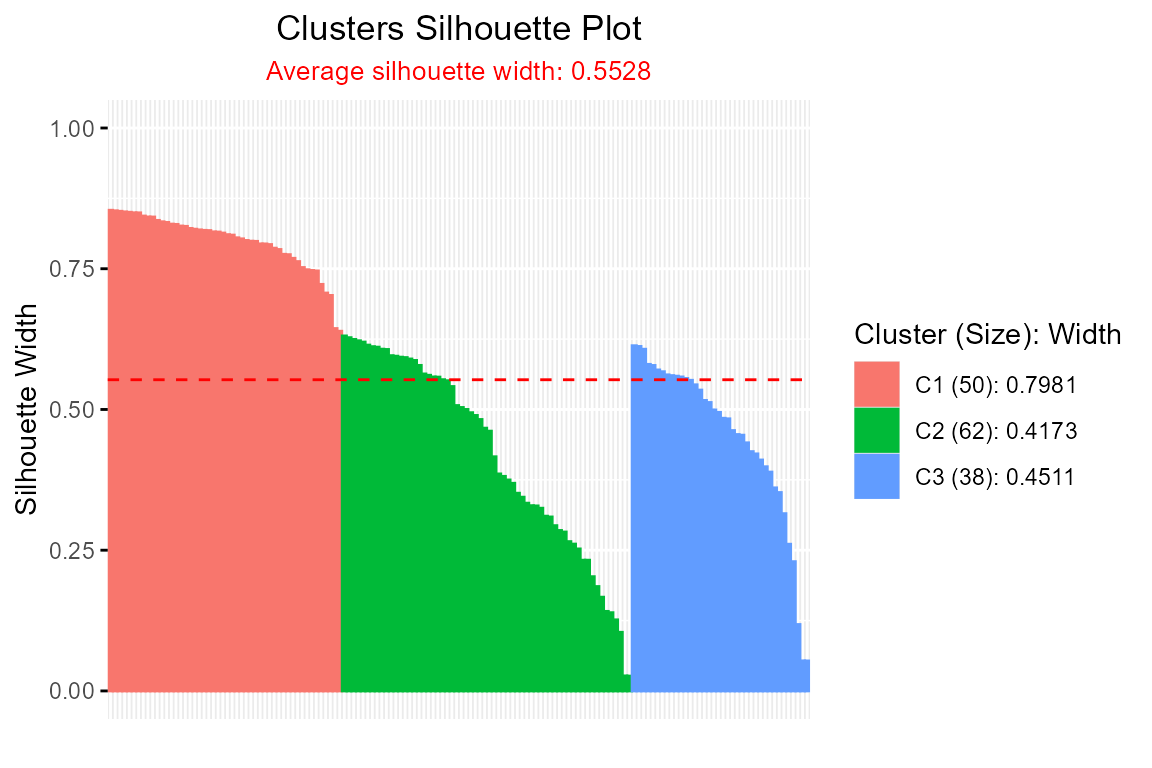 Clusters Silhouette Plot
Average silhouette width: 0.5528
1.00
0.75
0.50
0.25
0.00
Silhouette Width
Cluster (Size): Width
C1 (50): 0.7981
C2 (62): 0.4173
C3 (38): 0.4511